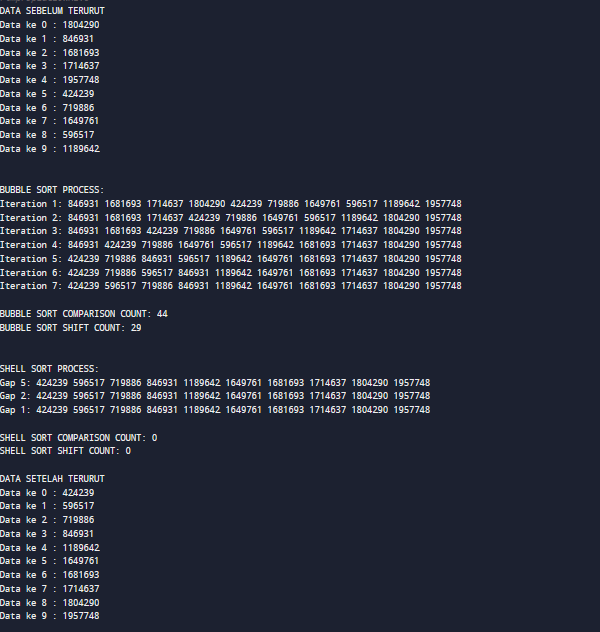 DATA SEBELUM TERURUT
Data ke 0 : 1804290
Data ke 1 : 846931
Data ke 2 : 1681693
Data ke 3 : 1714637
Data ke 4 : 1957748
Data ke 5 : 424239
Data ke 6 : 719886
Data ke 7 : 1649761
Data ke 8 : 596517
Data ke 9 : 1189642
BUBBLE SORT PROCESS:
Iteration 1: 846931 1681693 1714637 1804290 424239 719886 1649761 596517 1189642 1957748
Iteration 2: 846931 1681693 1714637 424239 719886 1649761 596517 1189642 1804290 1957748
Iteration 3: 846931 1681693 424239 719886 1649761 596517 1189642 1714637 1804290 1957748
Iteration 4: 846931 424239 719886 1649761 596517 1189642 1681693 1714637 1804290 1957748
Iteration 5: 424239 719886 846931 596517 1189642 1649761 1681693 1714637 1804290 1957748
Iteration 6: 424239 719886 596517 846931 1189642 1649761 1681693 1714637 1804290 1957748
Iteration 7: 424239 596517 719886 846931 1189642 1649761 1681693 1714637 1804290 1957748
BUBBLE SORT COMPARISON COUNT: 44
BUBBLE SORT SHIFT COUNT: 29
SHELL SORT PROCESS:
Gap 5: 424239 596517 719886 846931 1189642 1649761 1681693 1714637 1804290 1957748
Gap 2: 424239 596517 719886 846931 1189642 1649761 1681693 1714637 1804290 1957748
Gap 1: 424239 596517 719886 846931 1189642 1649761 1681693 1714637 1804290 1957748
SHELL SORT COMPARISON COUNT: 0
SHELL SORT SHIFT COUNT: 0
DATA SETELAH TERURUT
Data ke 0 : 424239
Data ke 1 : 596517
Data ke 2 : 719886
Data ke 3 : 846931
Data ke 4 : 1189642
Data ke 5 : 1649761
Data ke 6 : 1681693
Data ke 7 : 1714637
Data ke 8 : 1804290
Data ke 9 : 1957748